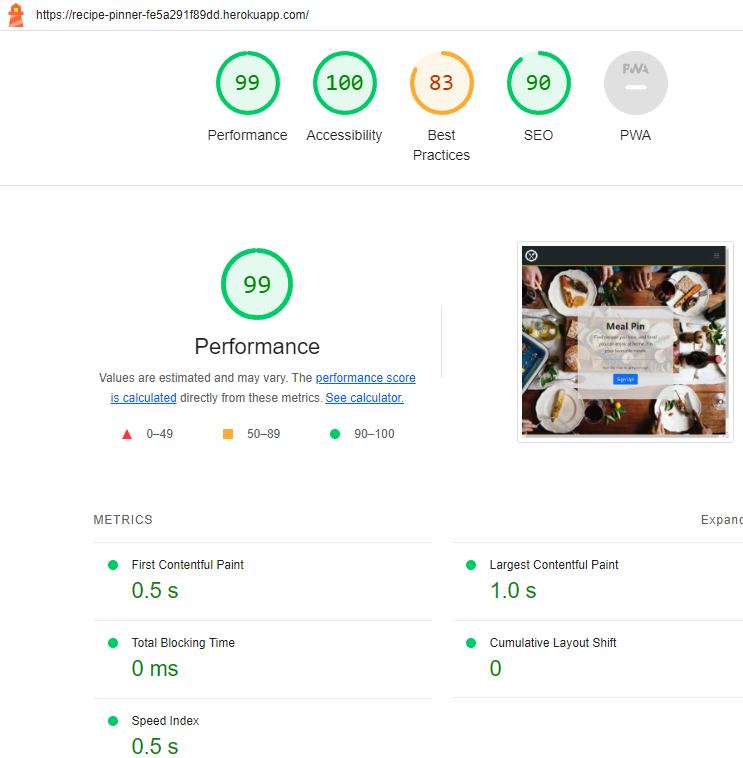 https://recipe-pinner-fe5a291f89dd.herokuapp.com/
99 100 83 90 PWA
Performance Accessibility Best Practices SEO PWA
99
Performance
Values are estimated and may vary. The performance score
is calculated directly from these metrics. See calculator.
0–49 50–89 90–100
Meal Pin
Sign Up!
METRICS
Expand
First Contentful Paint
0.5 s
Largest Contentful Paint
1.0 s
Total Blocking Time
0 ms
Cumulative Layout Shift
0
Speed Index
0.5 s